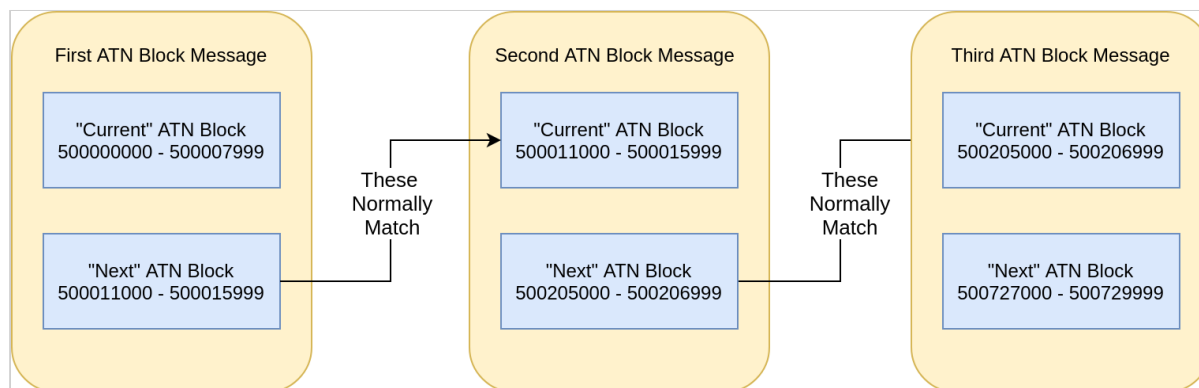 First ATN Block Message
"Current" ATN Block
500000000 - 500007999
"Next" ATN Block
500011000 - 500015999
These
Normally
Match
Second ATN Block Message
"Current" ATN Block
500011000 - 500015999
"Next" ATN Block
500205000 - 500206999
These
Normally
Match
Third ATN Block Message
"Current" ATN Block
500205000 - 500206999
"Next" ATN Block
500727000 - 500729999